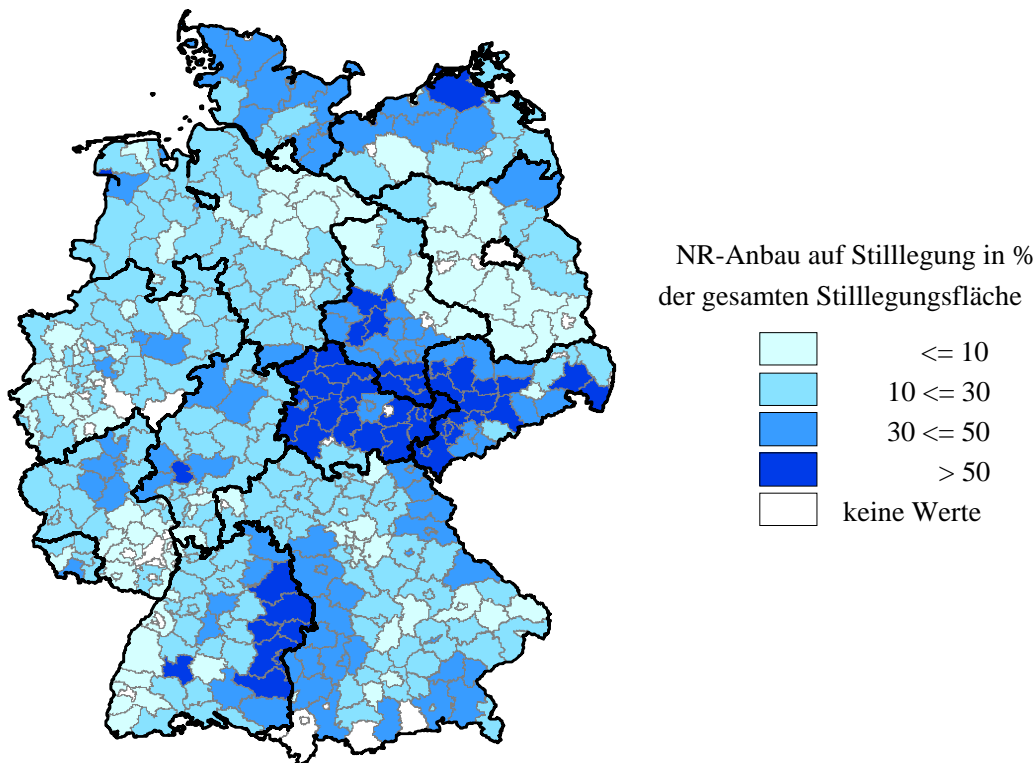 NR-Anbau auf Stilllegung in %
der gesamten Stilllegungsfläche
<= 10
10 <= 30
30 <= 50
> 50
keine Werte